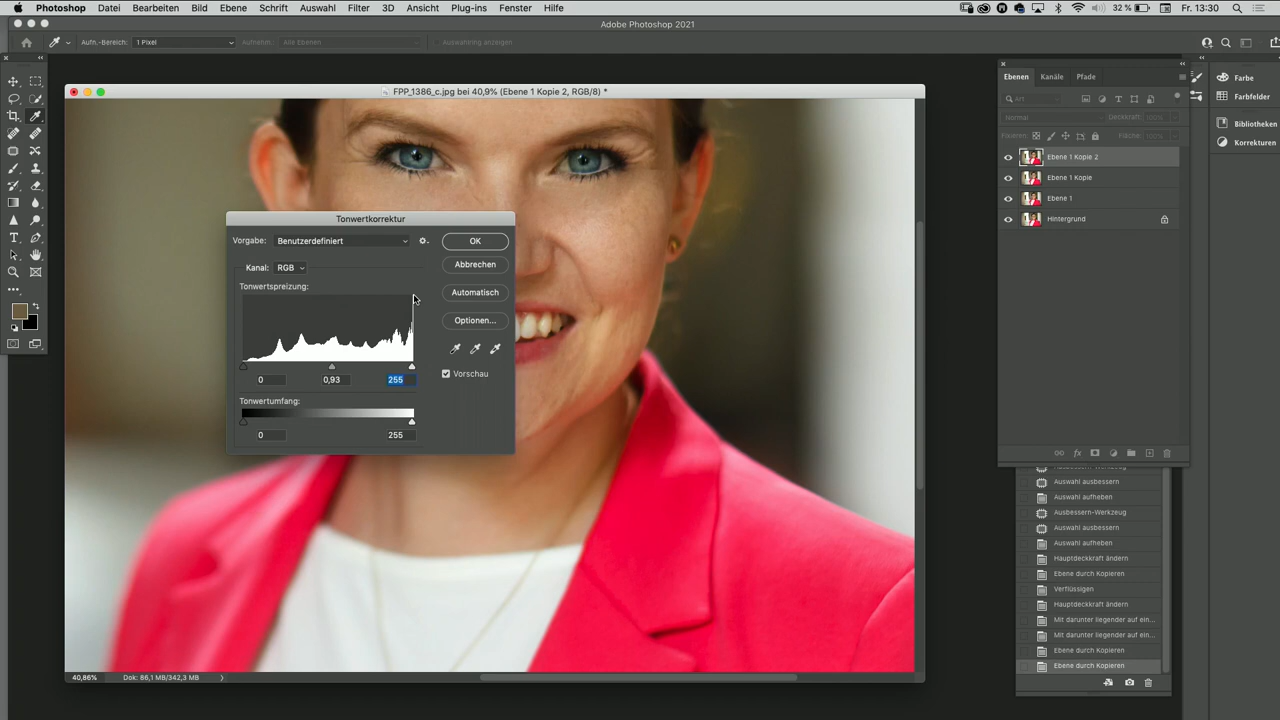 Photoshop Datei Bearbeiten Bild Ebene Schrift Auswahl Filter 3D Ansicht Plug-ins Fenster Hilfe 32 % Fr. 13:30
Adobe Photoshop 2021
Aufn.-Bereich: 1 Pixel Aufnehm.: Alle Ebenen Auswahlring anzeigen
FPP_1386_c.jpg bei 40,9% (Ebene 1 Kopie 2, RGB/8) *
Tonwertkorrektur
Vorgabe: Benutzerdefiniert
OK
Abbrechen
Kanal: RGB
Tonwertspreizung:
Automatisch
Optionen...
Vorschau
0 0,93 255
Tonwertumfang:
0 255
40,86% Dok: 86,1 MB/342,3 MB
Ebenen Kanäle Pfade
Art
Normal Deckkraft: 100%
Fixieren: Fläche: 100%
Ebene 1 Kopie 2
Ebene 1 Kopie
Ebene 1
Hintergrund
Ausbessern-Werkzeug
Auswahl ausbessern
Auswahl aufheben
Ausbessern-Werkzeug
Auswahl ausbessern
Auswahl aufheben
Hauptdeckkraft ändern
Ebene durch Kopieren
Verflüssigen
Hauptdeckkraft ändern
Mit darunter liegender auf ein...
Mit darunter liegender auf ein...
Ebene durch Kopieren
Ebene durch Kopieren
Farbe
Farbfelder
Bibliotheken
Korrekturen